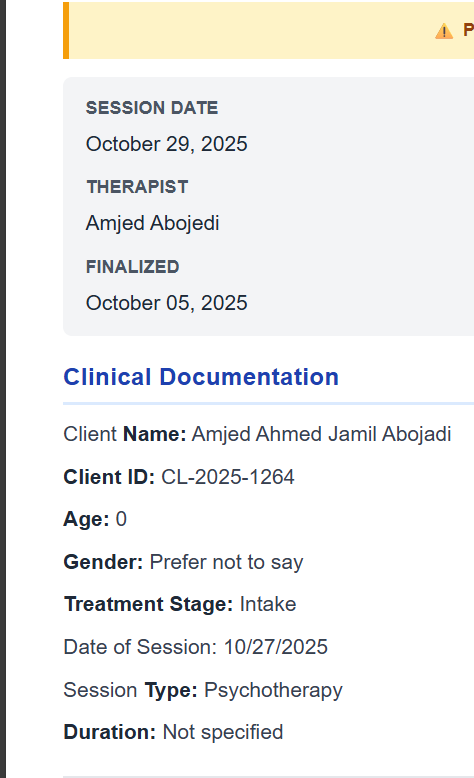 P
SESSION DATE
October 29, 2025
THERAPIST
Amjed Abojedi
FINALIZED
October 05, 2025
Clinical Documentation
Client Name: Amjed Ahmed Jamil Abojadi
Client ID: CL-2025-1264
Age: 0
Gender: Prefer not to say
Treatment Stage: Intake
Date of Session: 10/27/2025
Session Type: Psychotherapy
Duration: Not specified